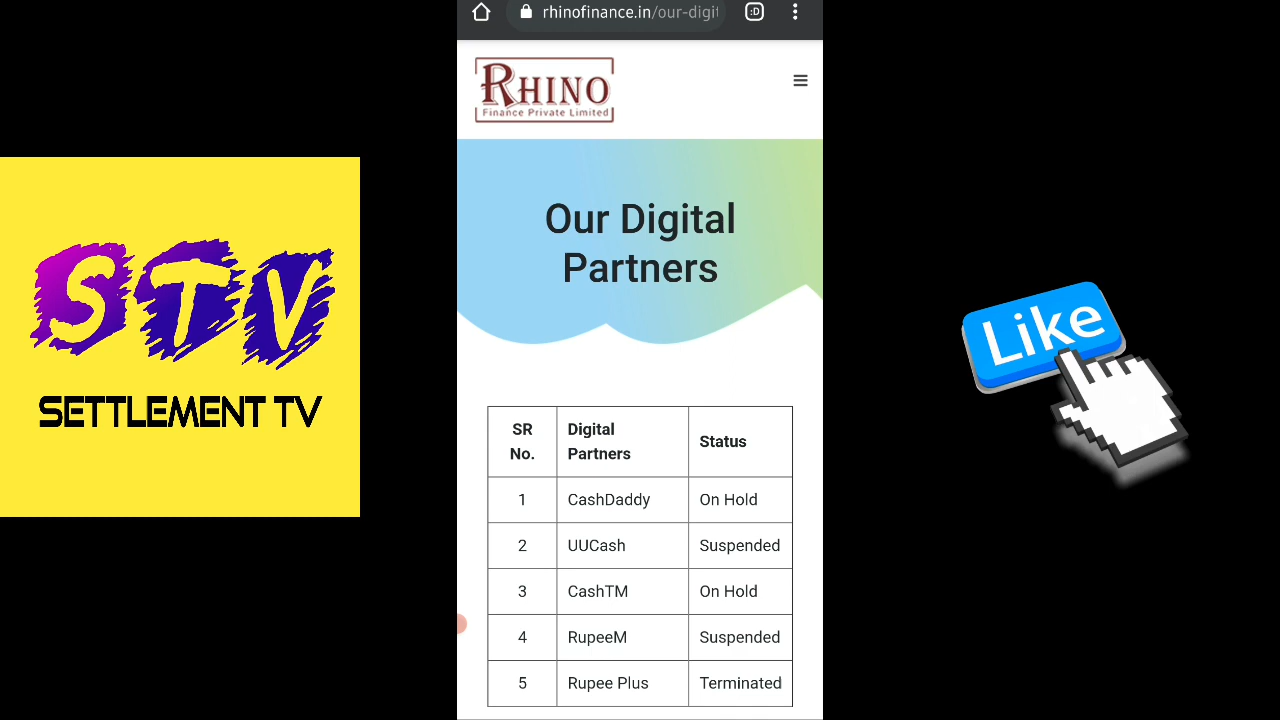 rhinofinance.in/our-digit
:D
RHINO
Finance Private Limited
Our Digital
Partners
STV
SETTLEMENT TV
Like
SR No. Digital Partners Status
1 CashDaddy On Hold
2 UUCash Suspended
3 CashTM On Hold
4 RupeeM Suspended
5 Rupee Plus Terminated